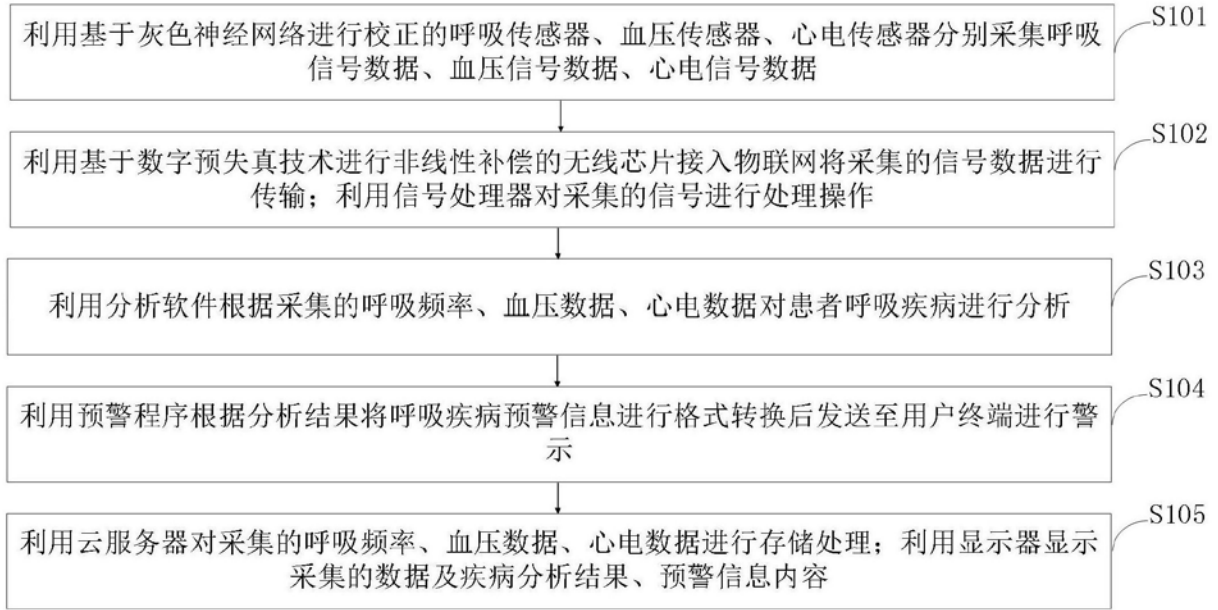 利用基于灰色神经网络进行校正的呼吸传感器、血压传感器、心电传感器分别采集呼吸
信号数据、血压信号数据、心电信号数据
S101
利用基于数字预失真技术进行非线性补偿的无线芯片接入物联网将采集的信号数据进行
传输；利用信号处理器对采集的信号进行处理操作
S102
利用分析软件根据采集的呼吸频率、血压数据、心电数据对患者呼吸疾病进行分析
S103
利用预警程序根据分析结果将呼吸疾病预警信息进行格式转换后发送至用户终端进行警
示
S104
利用云服务器对采集的呼吸频率、血压数据、心电数据进行存储处理；利用显示器显示
采集的数据及疾病分析结果、预警信息内容
S105